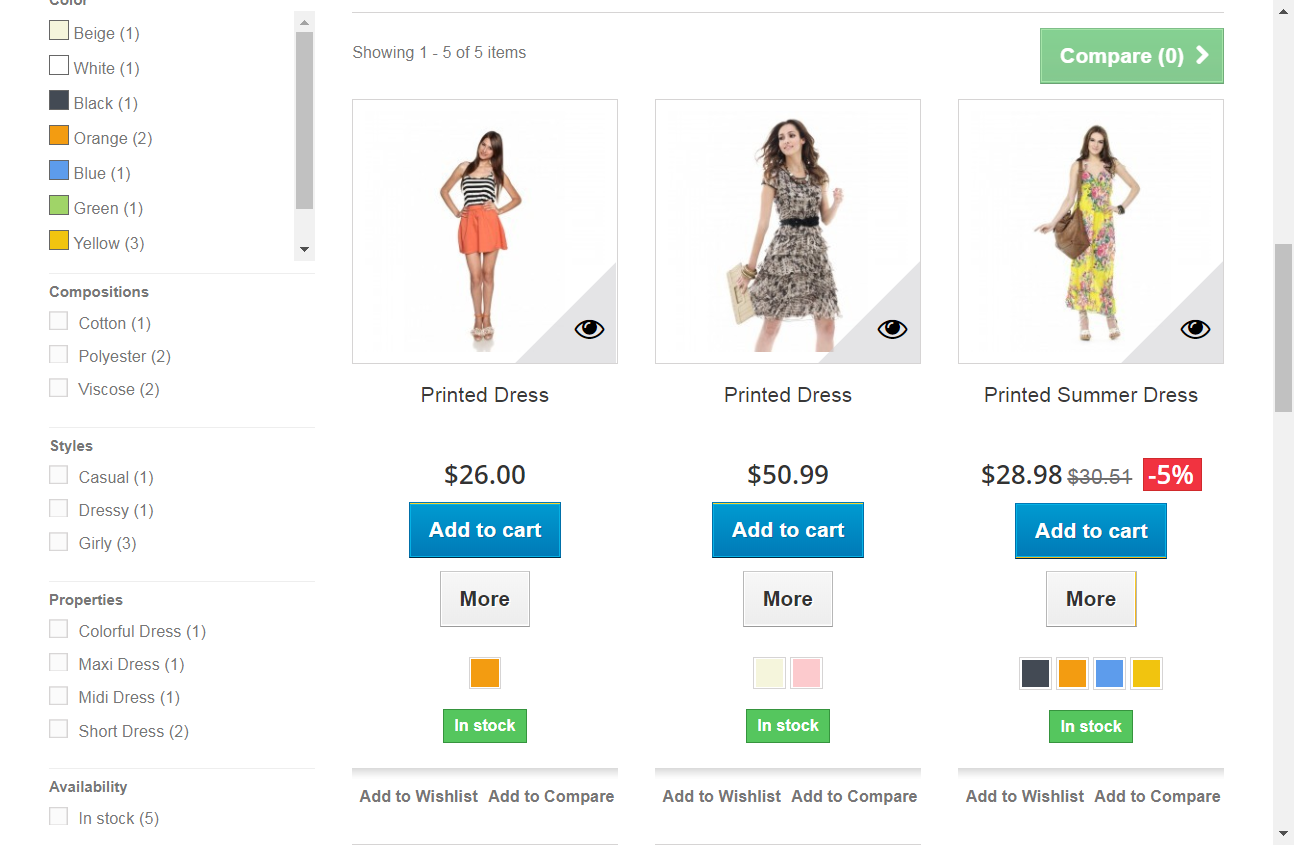 Color
Beige (1)
White (1)
Black (1)
Orange (2)
Blue (1)
Green (1)
Yellow (3)
Compositions
Cotton (1)
Polyester (2)
Viscose (2)
Styles
Casual (1)
Dressy (1)
Girly (3)
Properties
Colorful Dress (1)
Maxi Dress (1)
Midi Dress (1)
Short Dress (2)
Availability
In stock (5)
Showing 1 - 5 of 5 items
Compare (0)
Printed Dress
$26.00
Add to cart
More
In stock
Add to Wishlist Add to Compare
Printed Dress
$50.99
Add to cart
More
In stock
Add to Wishlist Add to Compare
Printed Summer Dress
$28.98 $30.51 -5%
Add to cart
More
In stock
Add to Wishlist Add to Compare